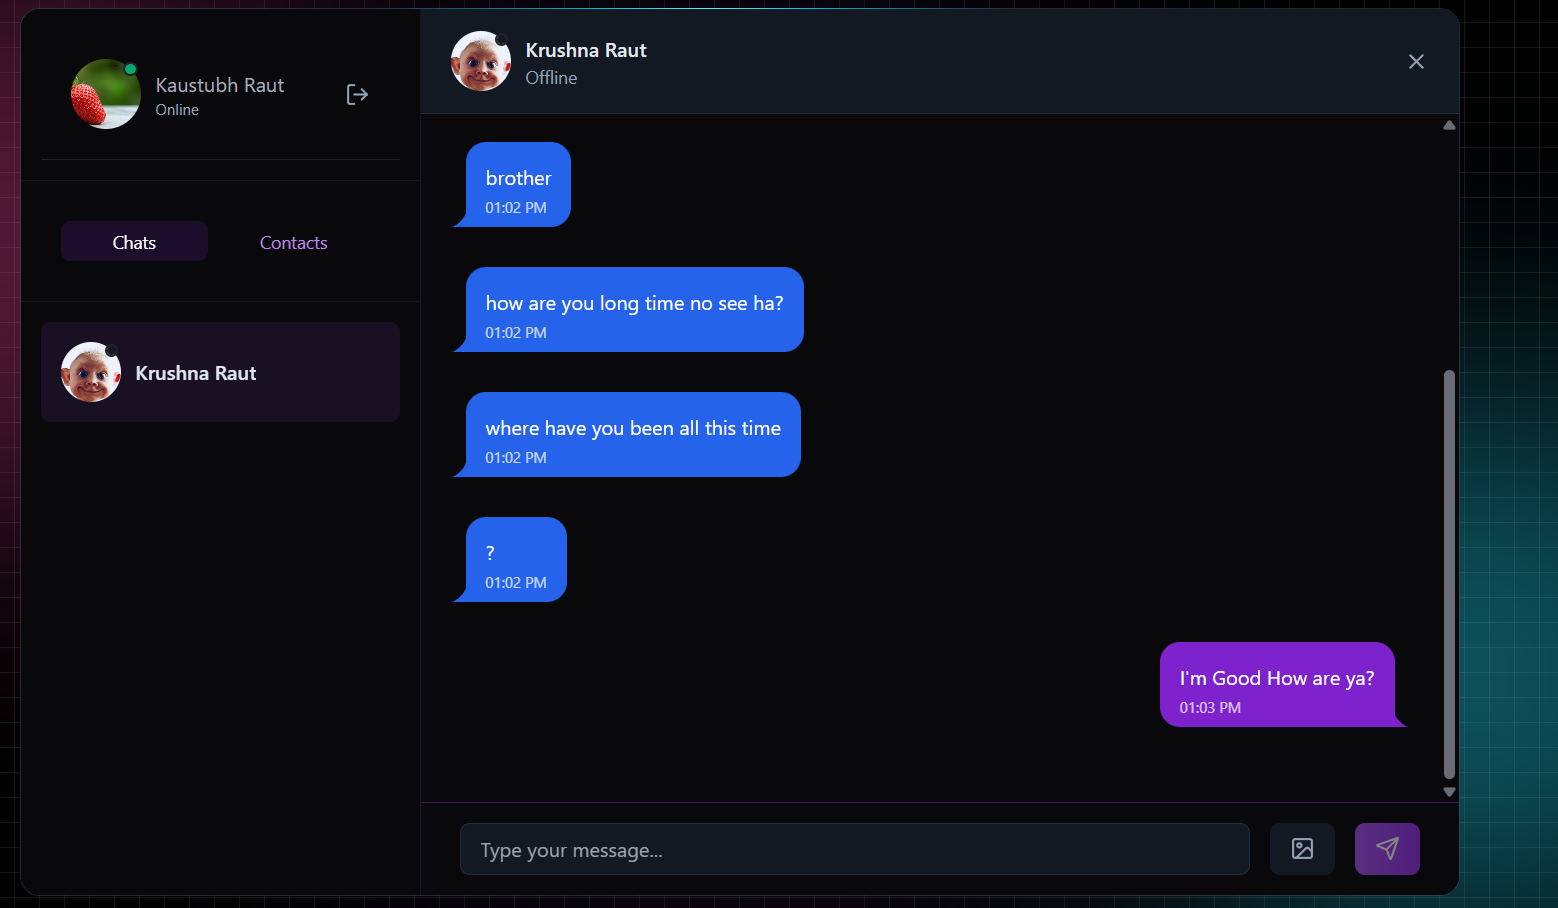 Kaustubh Raut
Online
Chats
Contacts
Krushna Raut
Krushna Raut
Offline
brother
01:02 PM
how are you long time no see ha?
01:02 PM
where have you been all this time
01:02 PM
?
01:02 PM
I'm Good How are ya?
01:03 PM
Type your message...